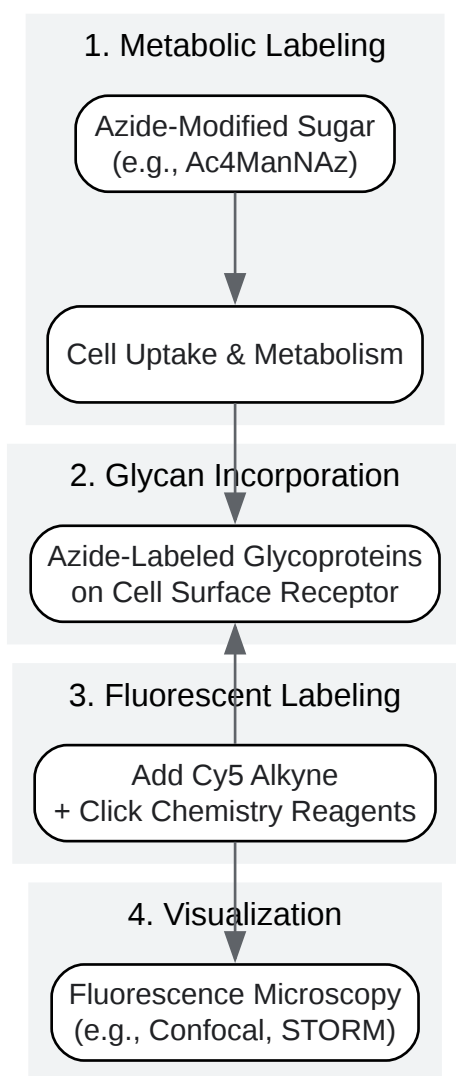 1. Metabolic Labeling
Azide-Modified Sugar
(e.g., Ac4ManNAz)
Cell Uptake & Metabolism
2. Glycan Incorporation
Azide-Labeled Glycoproteins
on Cell Surface Receptor
3. Fluorescent Labeling
Add Cy5 Alkyne
+ Click Chemistry Reagents
4. Visualization
Fluorescence Microscopy
(e.g., Confocal, STORM)